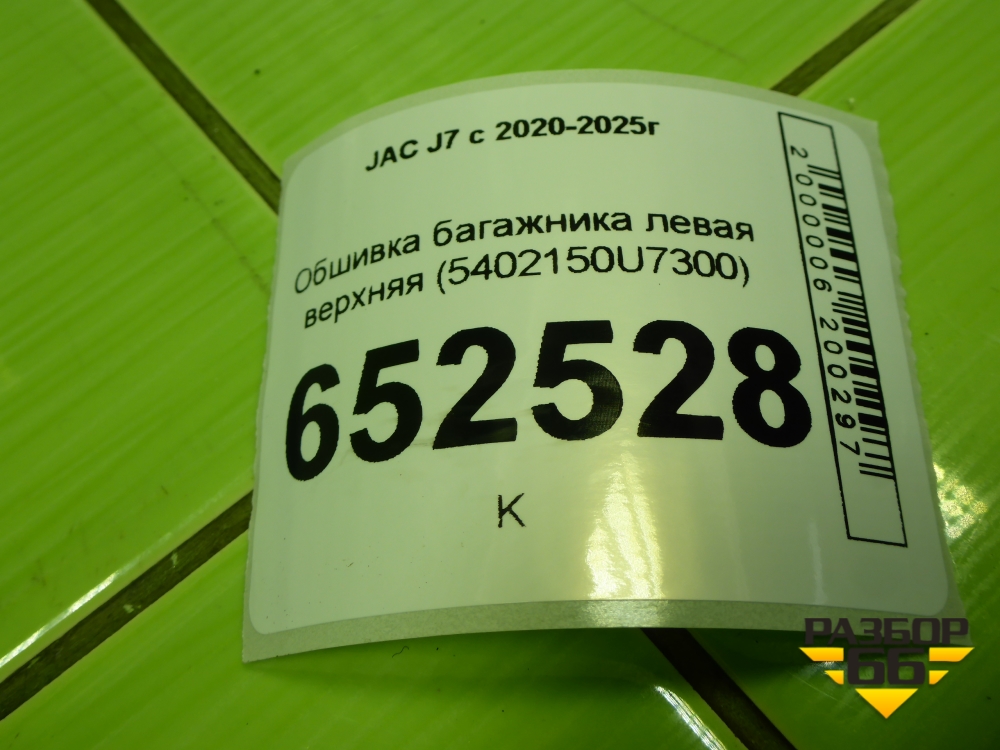 JAC J7 с 2020-2025г
Обшивка багажника левая
верхняя (5402150U7300)
652528
К
2000006200297
РАЗБОР
66